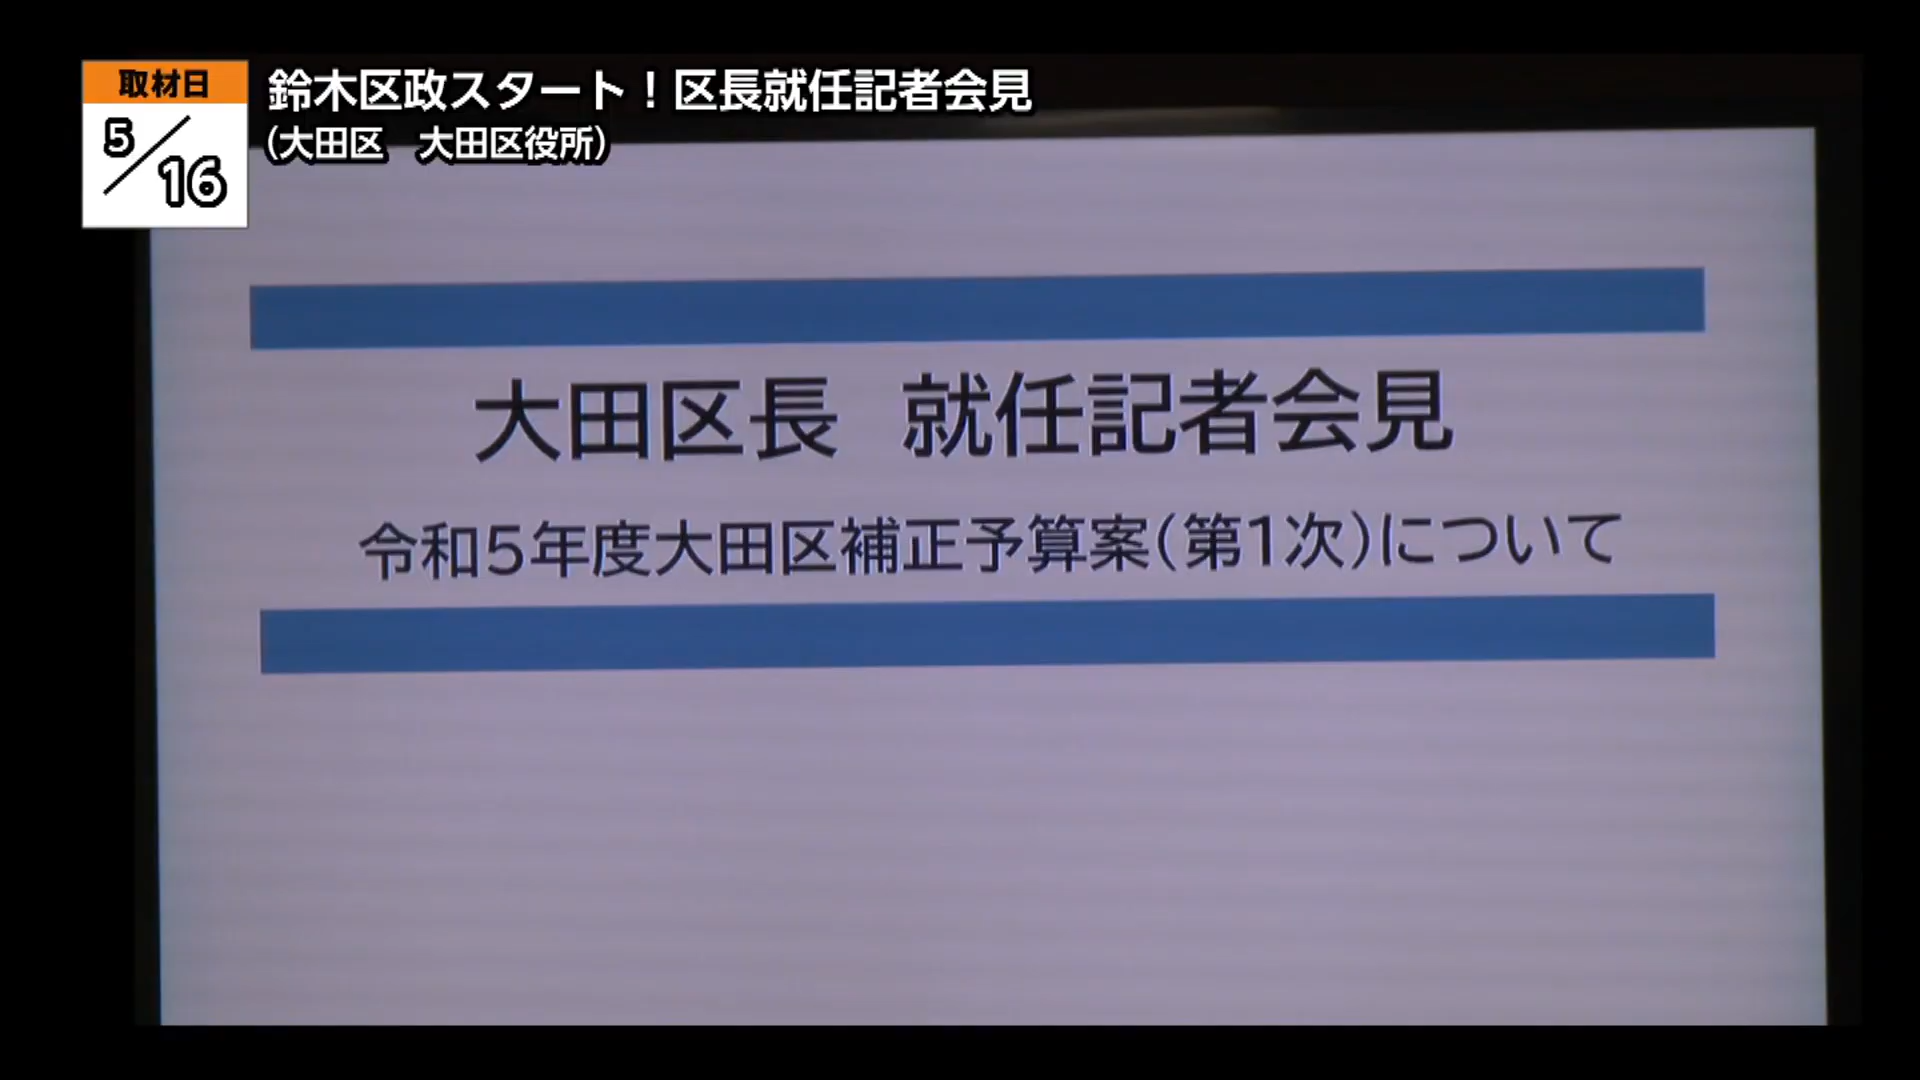 取材日
5/16
鈴木区政スタート！区長就任記者会見
（大田区　大田区役所）
大田区長　就任記者会見
令和5年度大田区補正予算案（第1次）について